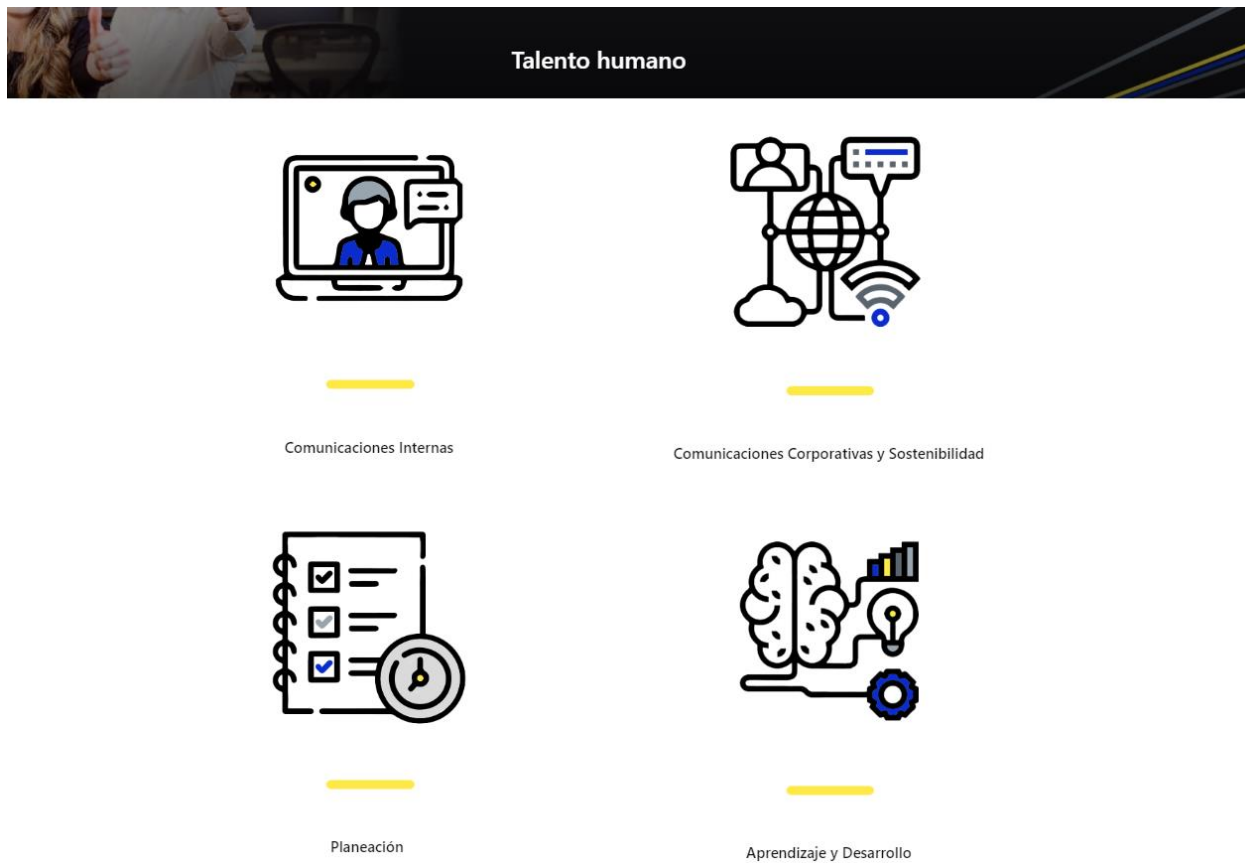 Talento humano
Comunicaciones Internas
Comunicaciones Corporativas y Sostenibilidad
Planeación
Aprendizaje y Desarrollo